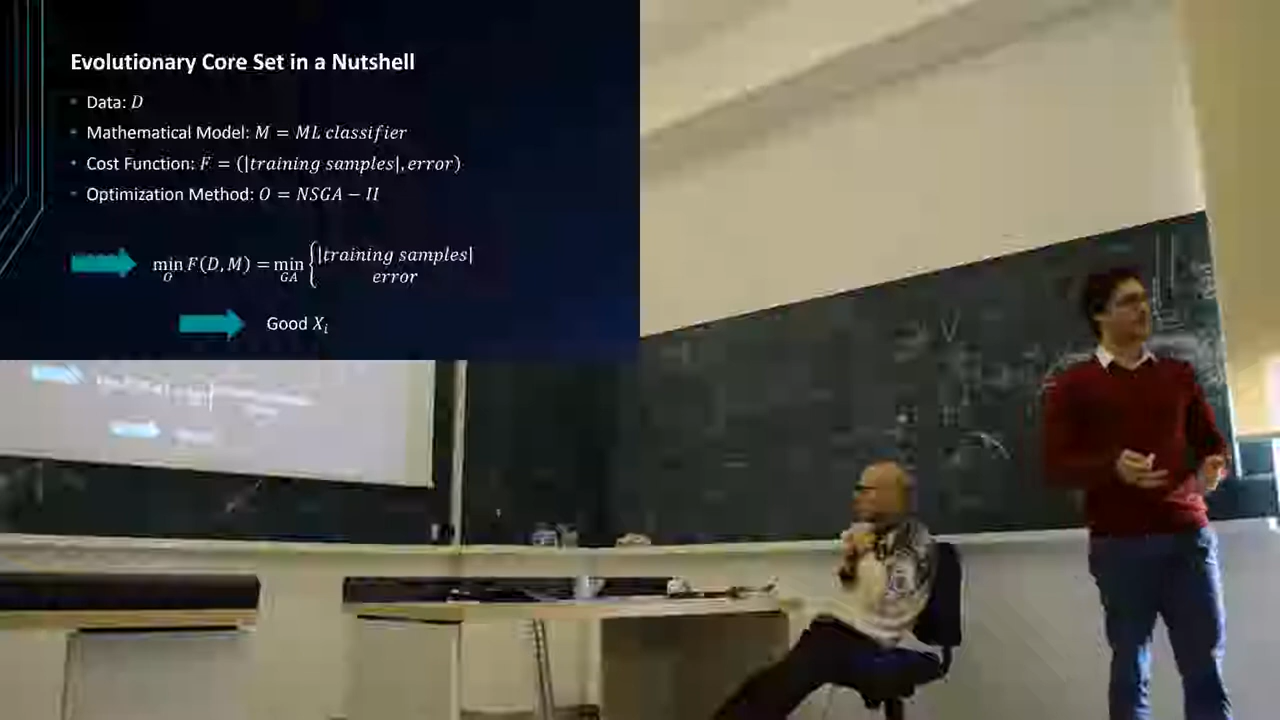 Evolutionary Core Set in a Nutshell
Data: D
Mathematical Model: M = ML classifier
Cost Function: F = (|training samples|, error)
Optimization Method: O = NSGA − II
min F(D, M) = min { |training samples|
O GA error
Good Xᵢ